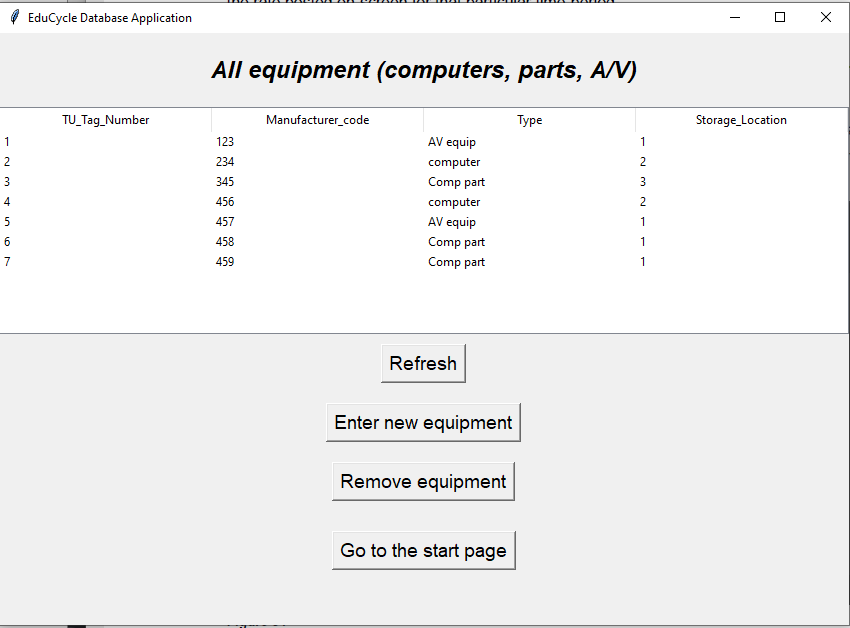 EduCycle Database Application
All equipment (computers, parts, A/V)
TU_Tag_Number Manufacturer_code Type Storage_Location
1 123 AV equip 1
2 234 computer 2
3 345 Comp part 3
4 456 computer 2
5 457 AV equip 1
6 458 Comp part 1
7 459 Comp part 1
Refresh
Enter new equipment
Remove equipment
Go to the start page